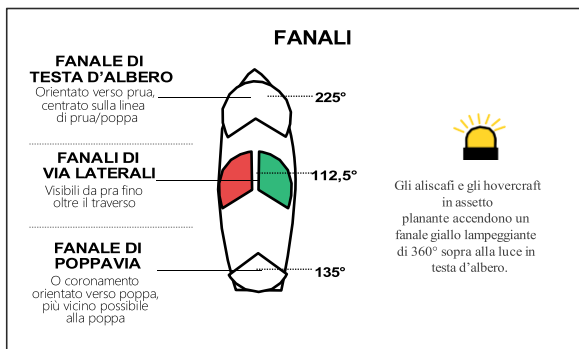 FANALI
FANALE DI
TESTA D'ALBERO
Orientato verso prua,
centrato sulla linea
di prua/poppa
225°
FANALI DI
VIA LATERALI
Visibili da pra fino
oltre il traverso
112,5°
FANALE DI
POPPAVIA
O coronamento
orientato verso poppa,
più vicino possibile
alla poppa
135°
Gli aliscafi e gli hovercraft
in assetto
planante accendono un
fanale giallo lampeggiante
di 360° sopra alla luce in
testa d'albero.